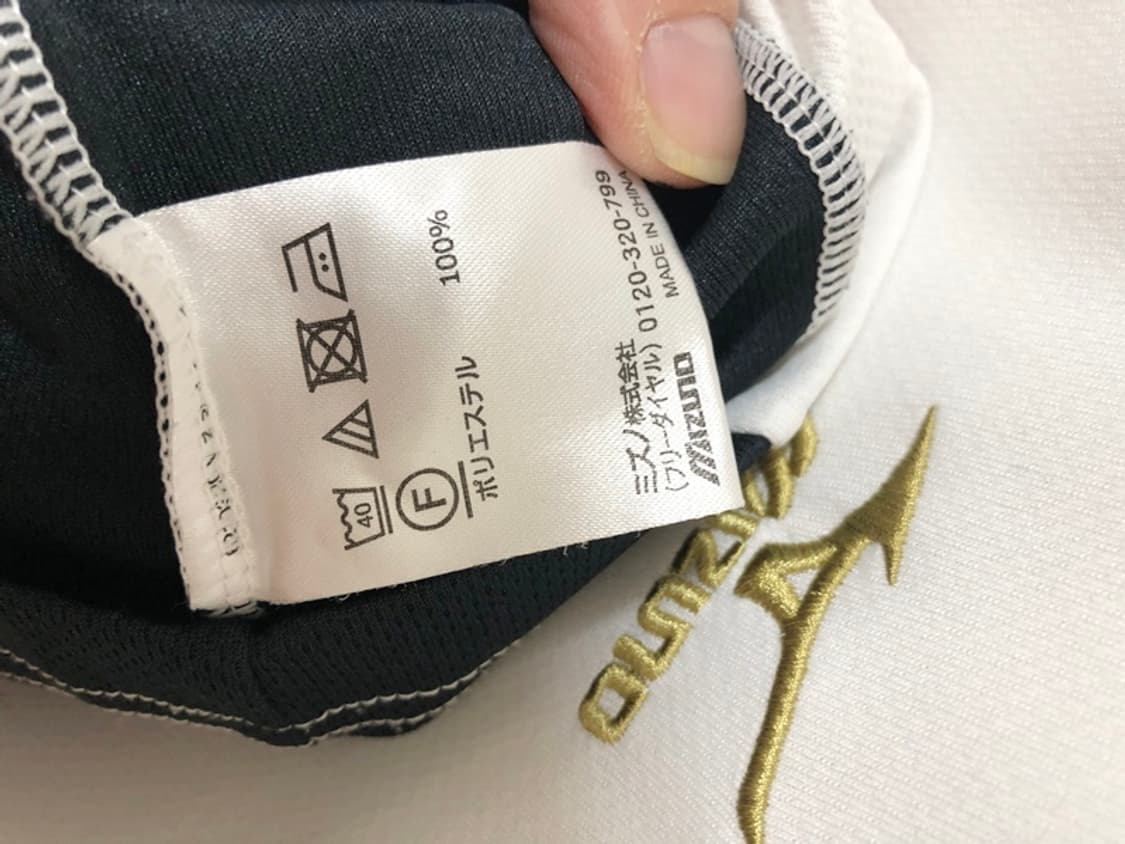 40
F
ポリエステル 100%
ミズノ株式会社
(フリーダイヤル) 0120-320-799
Mizuno MADE IN CHINA
MIZUNO